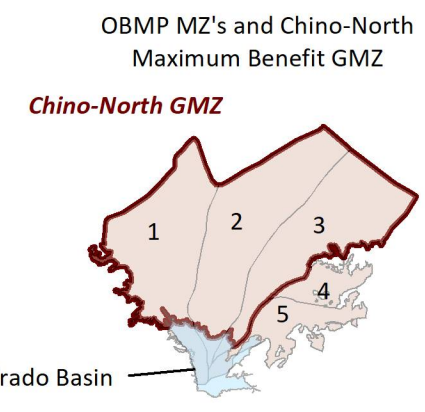 OBMP MZ's and Chino-North
Maximum Benefit GMZ
Chino-North GMZ
1
2
3
4
5
rado Basin